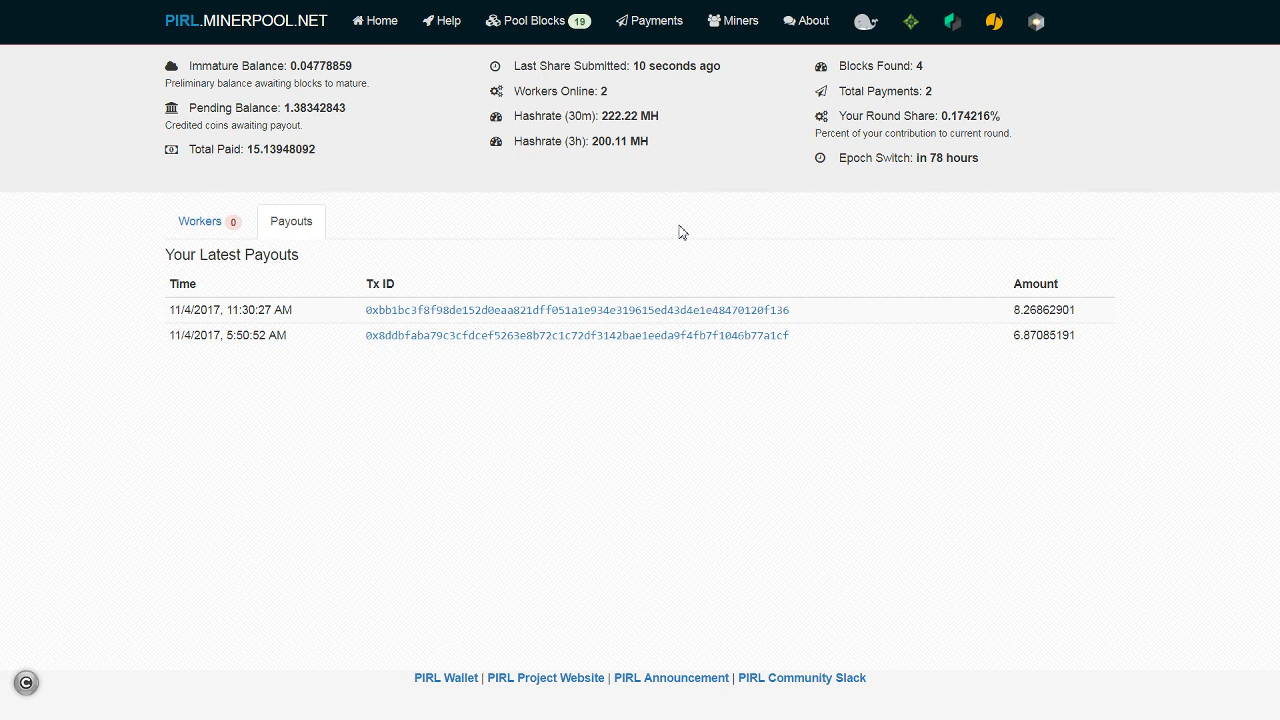 PIRL.MINERPOOL.NET Home Help Pool Blocks 19 Payments Miners About
Immature Balance: 0.04778859
Preliminary balance awaiting blocks to mature.
Pending Balance: 1.38342843
Credited coins awaiting payout.
Total Paid: 15.13948092
Last Share Submitted: 10 seconds ago
Workers Online: 2
Hashrate (30m): 222.22 MH
Hashrate (3h): 200.11 MH
Blocks Found: 4
Total Payments: 2
Your Round Share: 0.174216%
Percent of your contribution to current round.
Epoch Switch: in 78 hours
Workers 0 Payouts
Your Latest Payouts
Time Tx ID Amount
11/4/2017, 11:30:27 AM 0xbb1bc3f8f98de152d0eaa821dff051a1e934e319615ed43d4e1e48470120f136 8.26862901
11/4/2017, 5:50:52 AM 0x8ddbfaba79c3cfdcef5263e8b72c1c72df3142bae1eeda9f4fb7f1046b77a1cf 6.87085191
PIRL Wallet | PIRL Project Website | PIRL Announcement | PIRL Community Slack